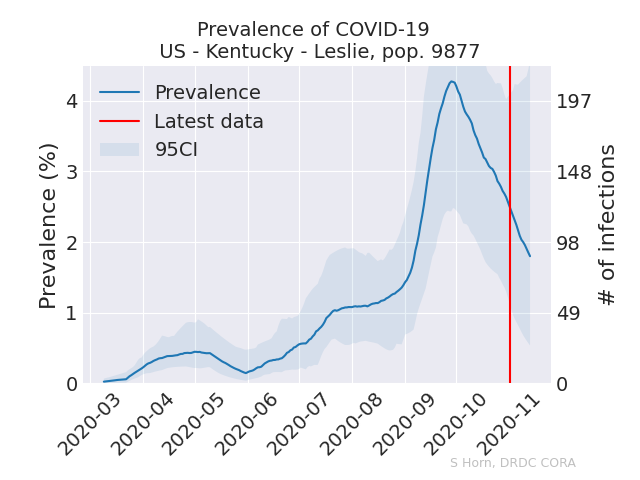 Prevalence of COVID-19
US - Kentucky - Leslie, pop. 9877
Prevalence
Latest data
95CI
Prevalence (%)
4
3
2
1
0
197
148
98
49
0
# of infections
2020-03
2020-04
2020-05
2020-06
2020-07
2020-08
2020-09
2020-10
2020-11
S Horn, DRDC CORA